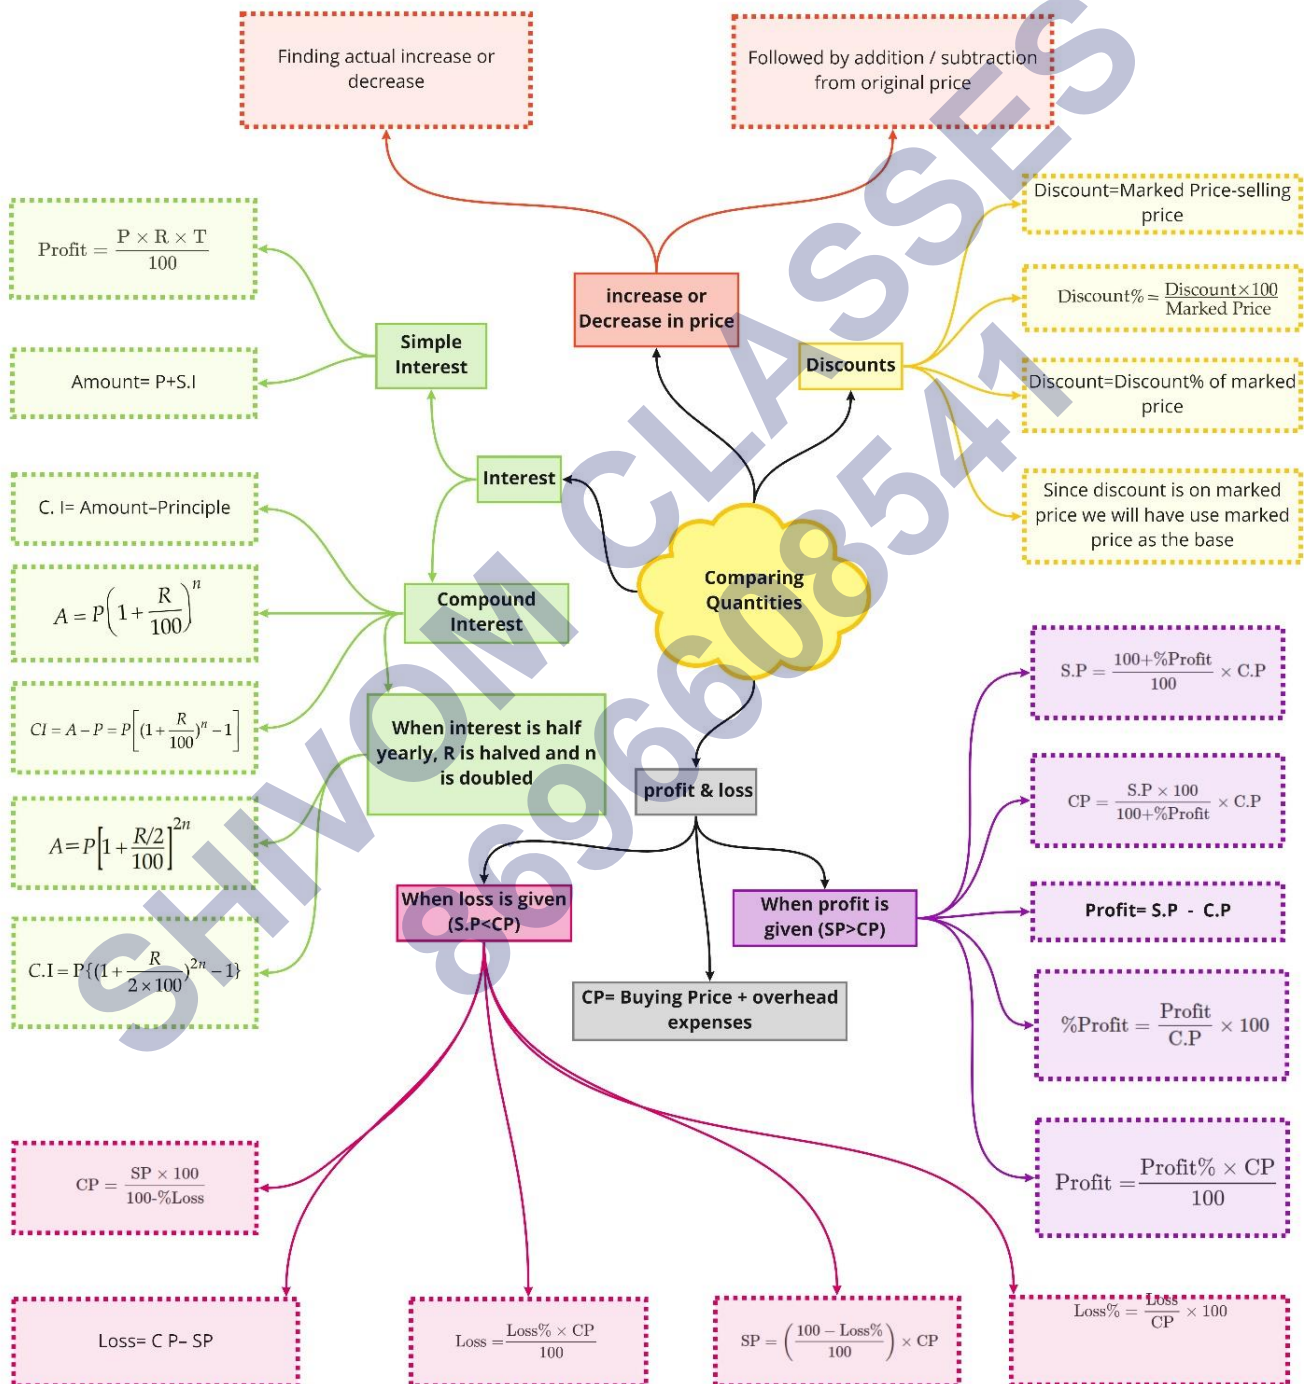 Finding actual increase or
decrease
Followed by addition / subtraction
from original price
increase or
Decrease in price
Discounts
Discount=Marked Price-selling
price
Discount% = Discount×100 / Marked Price
Discount=Discount% of marked
price
Since discount is on marked
price we will have use marked
price as the base
Profit = P × R × T / 100
Simple
Interest
Amount= P+S.I
Interest
C. I= Amount–Principle
Compound
Interest
A = P(1 + R/100)^n
CI = A – P = P[(1 + R/100)^n – 1]
When interest is half
yearly, R is halved and n
is doubled
A = P[1 + R/2 / 100]^2n
C.I = P{(1 + R / 2 × 100)^2n – 1}
Comparing
Quantities
profit & loss
When loss is given
(S.P<CP)
CP= Buying Price + overhead
expenses
When profit is
given (SP>CP)
S.P = 100+%Profit / 100 × C.P
CP = S.P × 100 / 100+%Profit × C.P
Profit= S.P - C.P
%Profit = Profit / C.P × 100
Profit = Profit% × CP / 100
CP = SP × 100 / 100-%Loss
Loss= C P– SP
Loss = Loss% × CP / 100
SP = (100 – Loss% / 100) × CP
Loss% = Loss / CP × 100
SHIVOM CLASSES
8696608541